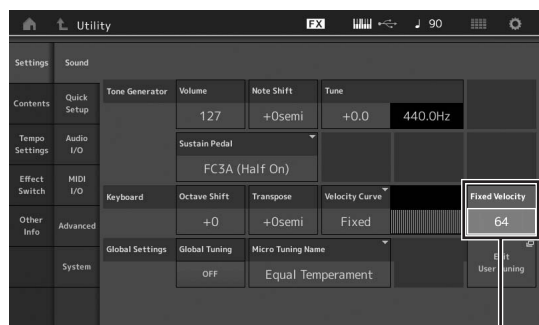 Utility FX 90
Settings Sound
Tone Generator Volume Note Shift Tune
Contents Quick Setup
127 +0semi +0.0 440.0Hz
Tempo Settings Audio I/O
Sustain Pedal
FC3A (Half On)
Effect Switch MIDI I/O
Keyboard Octave Shift Transpose Velocity Curve Fixed Velocity
Other Info Advanced
+0 +0semi Fixed 64
Global Settings Global Tuning Micro Tuning Name
System
OFF Equal Temperament
User Tuning